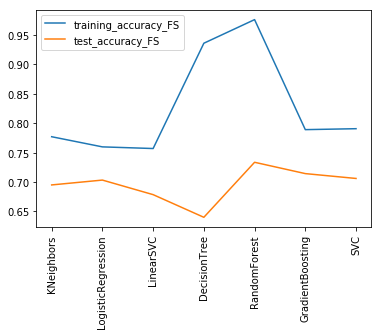 training_accuracy_FS
test_accuracy_FS
0.95
0.90
0.85
0.80
0.75
0.70
0.65
KNeighbors
LogisticRegression
LinearSVC
DecisionTree
RandomForest
GradientBoosting
SVC